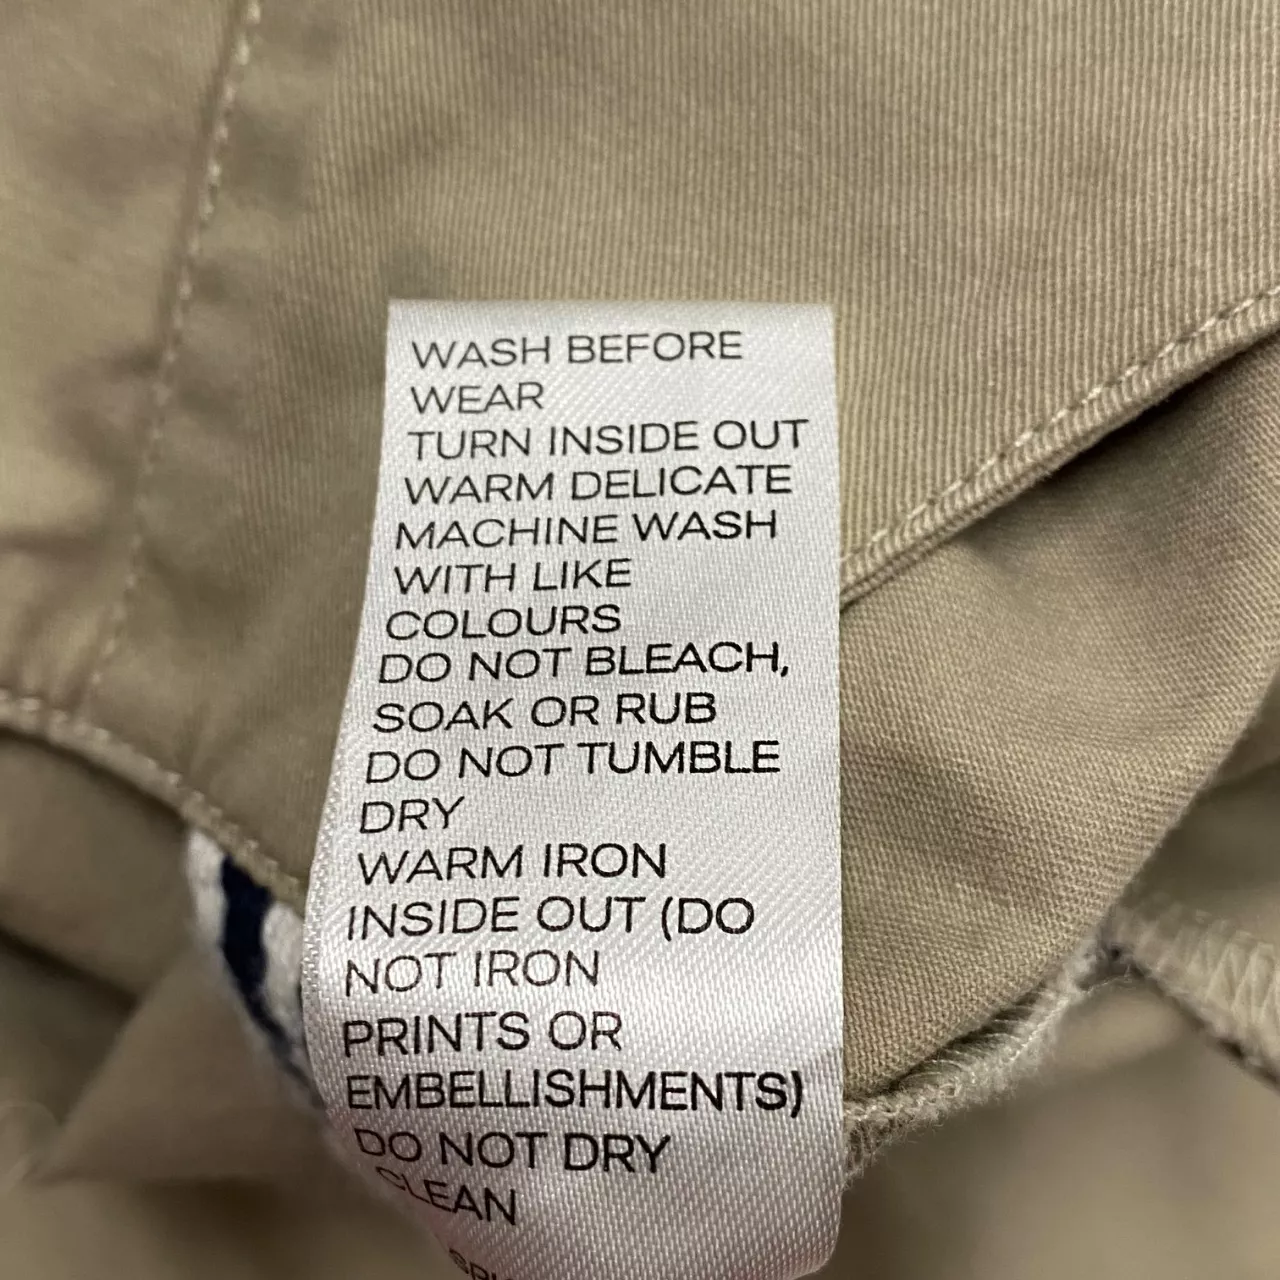 WASH BEFORE
WEAR
TURN INSIDE OUT
WARM DELICATE
MACHINE WASH
WITH LIKE
COLOURS
DO NOT BLEACH,
SOAK OR RUB
DO NOT TUMBLE
DRY
WARM IRON
INSIDE OUT (DO
NOT IRON
PRINTS OR
EMBELLISHMENTS)
DO NOT DRY
CLEAN